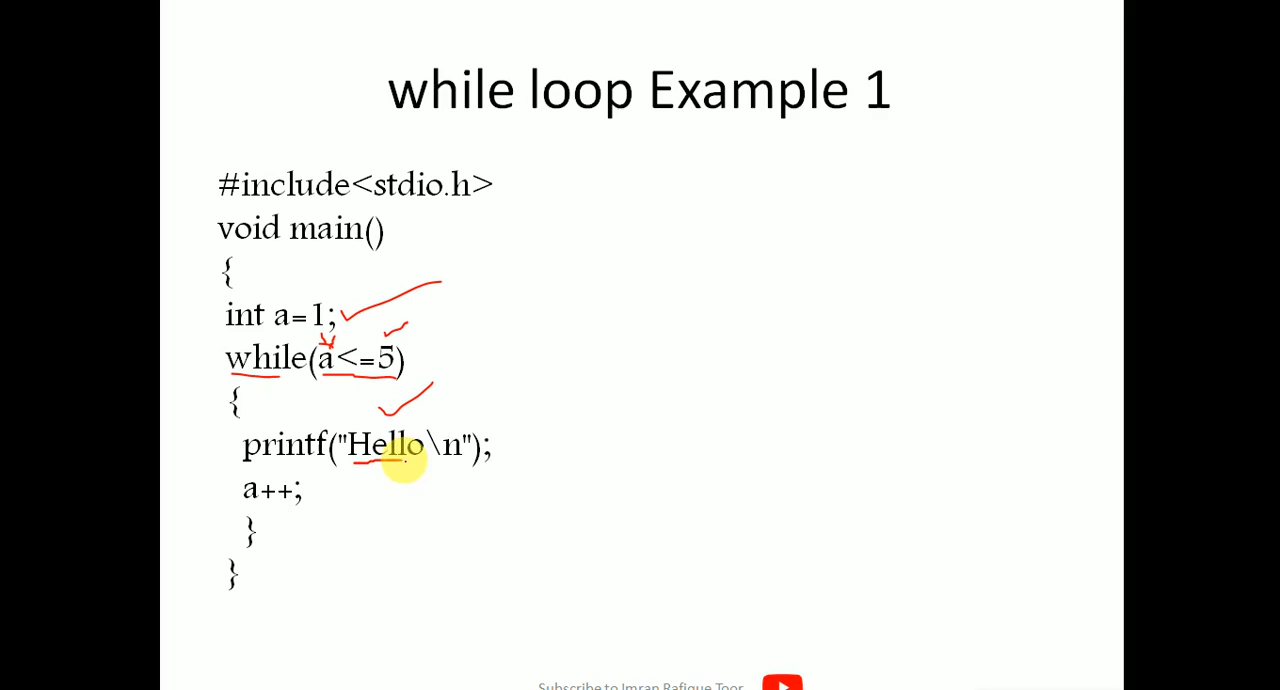 while loop Example 1
#include<stdio.h>
void main()
{
int a=1;
while(a<=5)
{
printf("Hello\n");
a++;
}
}
Subscribe to Imran Rafique Toor